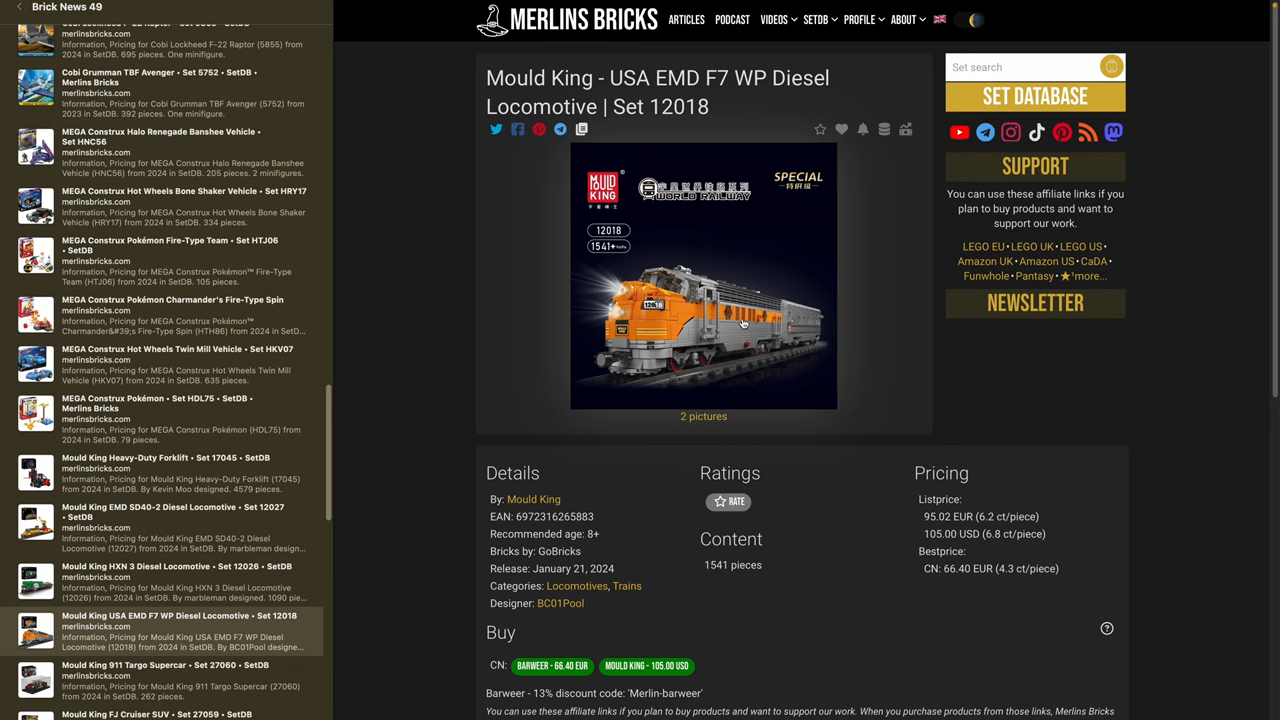 Brick News 49
Cobi Lockheed F-22 Raptor • Set 5855 • SetDB
merlinsbricks.com
Information, Pricing for Cobi Lockheed F-22 Raptor (5855) from
2024 in SetDB. 695 pieces. One minifigure.
Cobi Grumman TBF Avenger • Set 5752 • SetDB •
Merlins Bricks
merlinsbricks.com
Information, Pricing for Cobi Grumman TBF Avenger (5752) from
2023 in SetDB. 392 pieces. One minifigure.
MEGA Construx Halo Renegade Banshee Vehicle •
Set HNC56
merlinsbricks.com
Information, Pricing for MEGA Construx Halo Renegade Banshee
Vehicle (HNC56) from 2024 in SetDB. 205 pieces. 2 minifigures.
MEGA Construx Hot Wheels Bone Shaker Vehicle • Set HRY17
merlinsbricks.com
Information, Pricing for MEGA Construx Hot Wheels Bone Shaker
Vehicle (HRY17) from 2024 in SetDB. 334 pieces.
MEGA Construx Pokémon Fire-Type Team • Set HTJ06
• SetDB
merlinsbricks.com
Information, Pricing for MEGA Construx Pokémon™ Fire-Type
Team (HTJ06) from 2024 in SetDB. 105 pieces.
MEGA Construx Pokémon Charmander's Fire-Type Spin
merlinsbricks.com
Information, Pricing for MEGA Construx Pokémon™
Charmander&#39;s Fire-Type Spin (HTH86) from 2024 in SetD...
MEGA Construx Hot Wheels Twin Mill Vehicle • Set HKV07
merlinsbricks.com
Information, Pricing for MEGA Construx Hot Wheels Twin Mill
Vehicle (HKV07) from 2024 in SetDB. 635 pieces.
MEGA Construx Pokémon • Set HDL75 • SetDB •
Merlins Bricks
merlinsbricks.com
Information, Pricing for MEGA Construx Pokémon (HDL75) from
2024 in SetDB. 79 pieces.
Mould King Heavy-Duty Forklift • Set 17045 • SetDB
merlinsbricks.com
Information, Pricing for Mould King Heavy-Duty Forklift (17045)
from 2024 in SetDB. By Kevin Moo designed. 4579 pieces.
Mould King EMD SD40-2 Diesel Locomotive • Set 12027
• SetDB
merlinsbricks.com
Information, Pricing for Mould King EMD SD40-2 Diesel
Locomotive (12027) from 2024 in SetDB. By marbleman design...
Mould King HXN 3 Diesel Locomotive • Set 12026 • SetDB
merlinsbricks.com
Information, Pricing for Mould King HXN 3 Diesel Locomotive
(12026) from 2024 in SetDB. By marbleman designed. 1090 pie...
Mould King USA EMD F7 WP Diesel Locomotive • Set 12018
merlinsbricks.com
Information, Pricing for Mould King USA EMD F7 WP Diesel
Locomotive (12018) from 2024 in SetDB. By BC01Pool designe...
Mould King 911 Targo Supercar • Set 27060 • SetDB
merlinsbricks.com
Information, Pricing for Mould King 911 Targo Supercar (27060)
from 2024 in SetDB. 262 pieces.
Mould King FJ Cruiser SUV • Set 27059 • SetDB
MERLINS BRICKS
ARTICLES PODCAST VIDEOS SETDB PROFILE ABOUT
Mould King - USA EMD F7 WP Diesel
Locomotive | Set 12018
MOULD KING
WORLD RAILWAY
SPECIAL
12018
1541+
2 pictures
Set search
SET DATABASE
SUPPORT
You can use these affiliate links if you
plan to buy products and want to
support our work.
LEGO EU • LEGO UK • LEGO US •
Amazon UK • Amazon US • CaDA •
Funwhole • Pantasy • ★¹more...
NEWSLETTER
Details
By: Mould King
EAN: 6972316265883
Recommended age: 8+
Bricks by: GoBricks
Release: January 21, 2024
Categories: Locomotives, Trains
Designer: BC01Pool
Ratings
RATE
Content
1541 pieces
Pricing
Listprice:
95.02 EUR (6.2 ct/piece)
105.00 USD (6.8 ct/piece)
Bestprice:
CN: 66.40 EUR (4.3 ct/piece)
Buy
CN: BARWEER - 66.40 EUR MOULD KING - 105.00 USD
Barweer - 13% discount code: 'Merlin-barweer'
You can use these affiliate links if you plan to buy products and want to support our work. When you purchase products from those links, Merlins Bricks